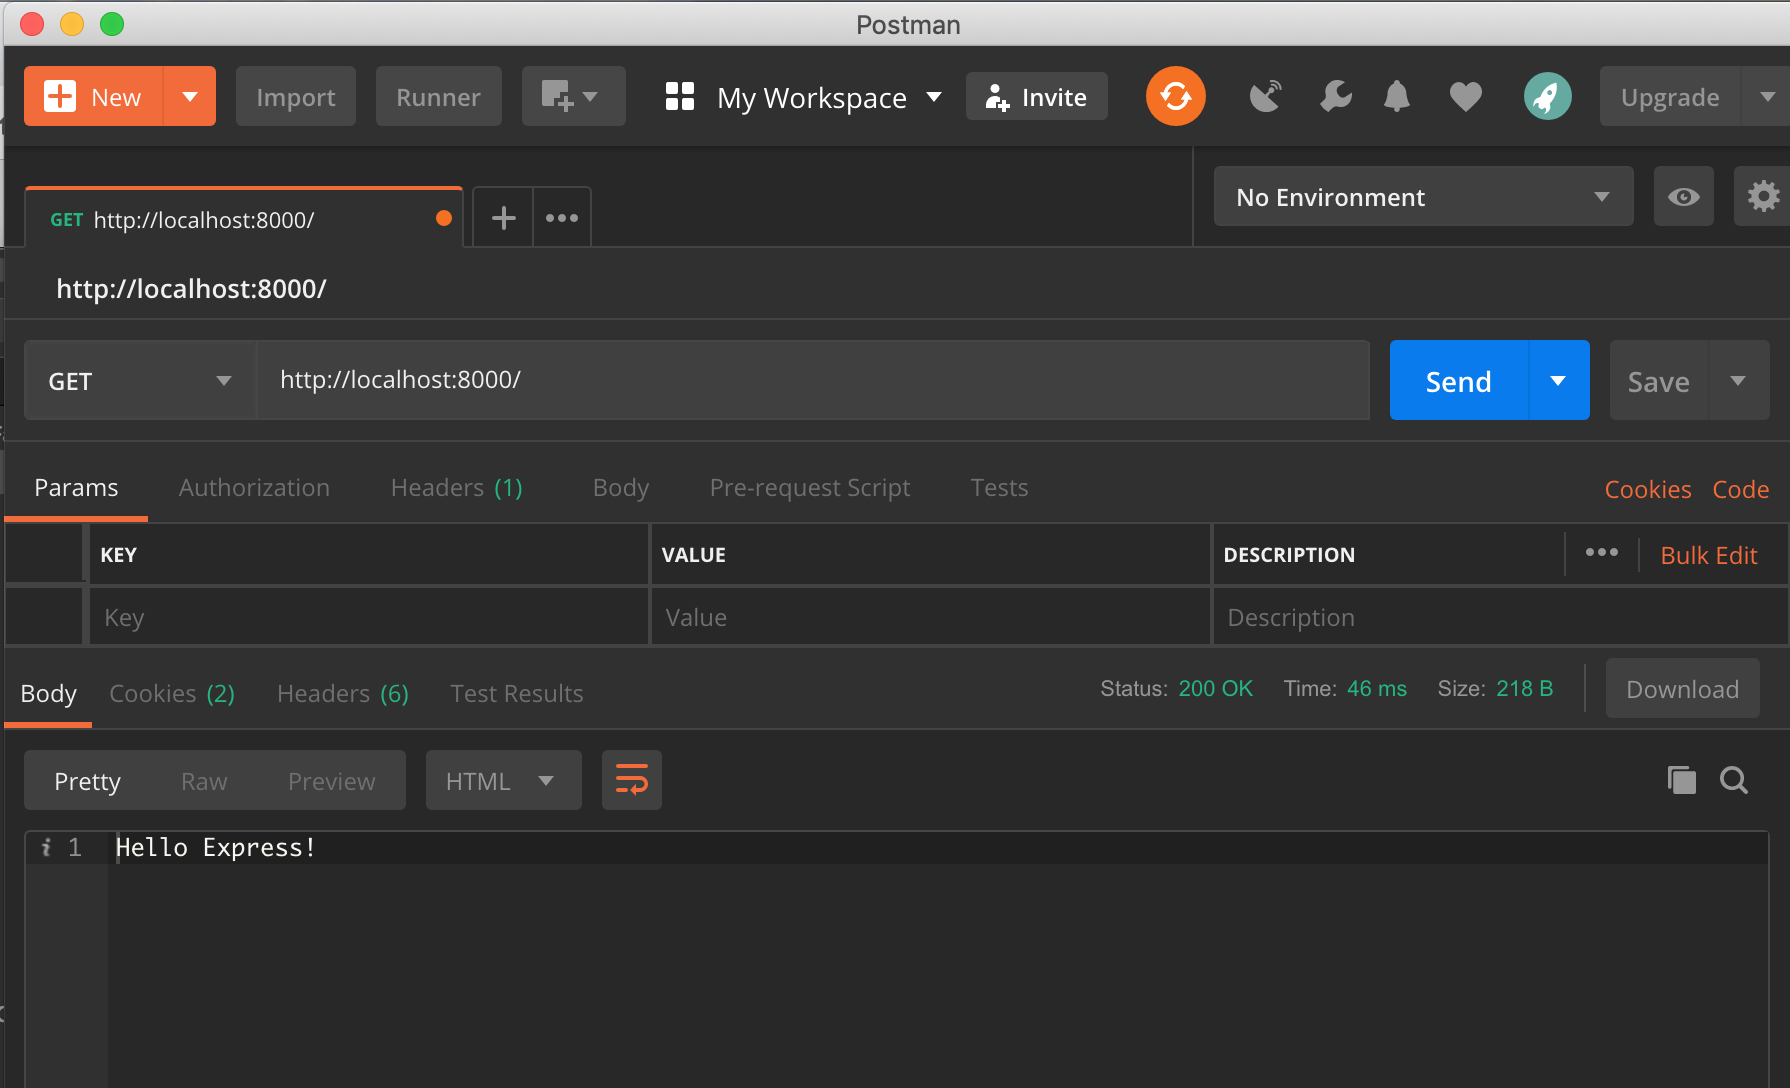 Postman
New Import Runner My Workspace Invite Upgrade
GET http://localhost:8000/ No Environment
http://localhost:8000/
GET http://localhost:8000/ Send Save
Params Authorization Headers (1) Body Pre-request Script Tests Cookies Code
KEY VALUE DESCRIPTION Bulk Edit
Key Value Description
Body Cookies (2) Headers (6) Test Results Status: 200 OK Time: 46 ms Size: 218 B Download
Pretty Raw Preview HTML
i 1 Hello Express!